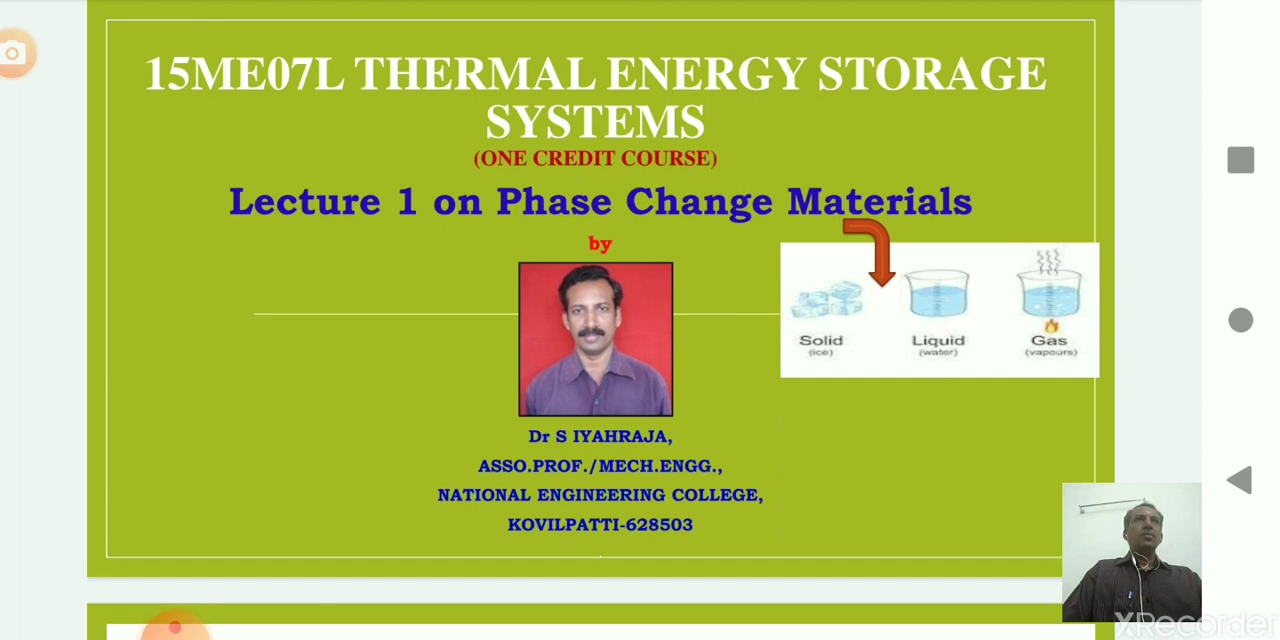 15ME07L THERMAL ENERGY STORAGE
SYSTEMS
(ONE CREDIT COURSE)
Lecture 1 on Phase Change Materials
by
Solid
(ice)
Liquid
(water)
Gas
(vapours)
Dr S IYAHRAJA,
ASSO.PROF./MECH.ENGG.,
NATIONAL ENGINEERING COLLEGE,
KOVILPATTI-628503
XRecorder